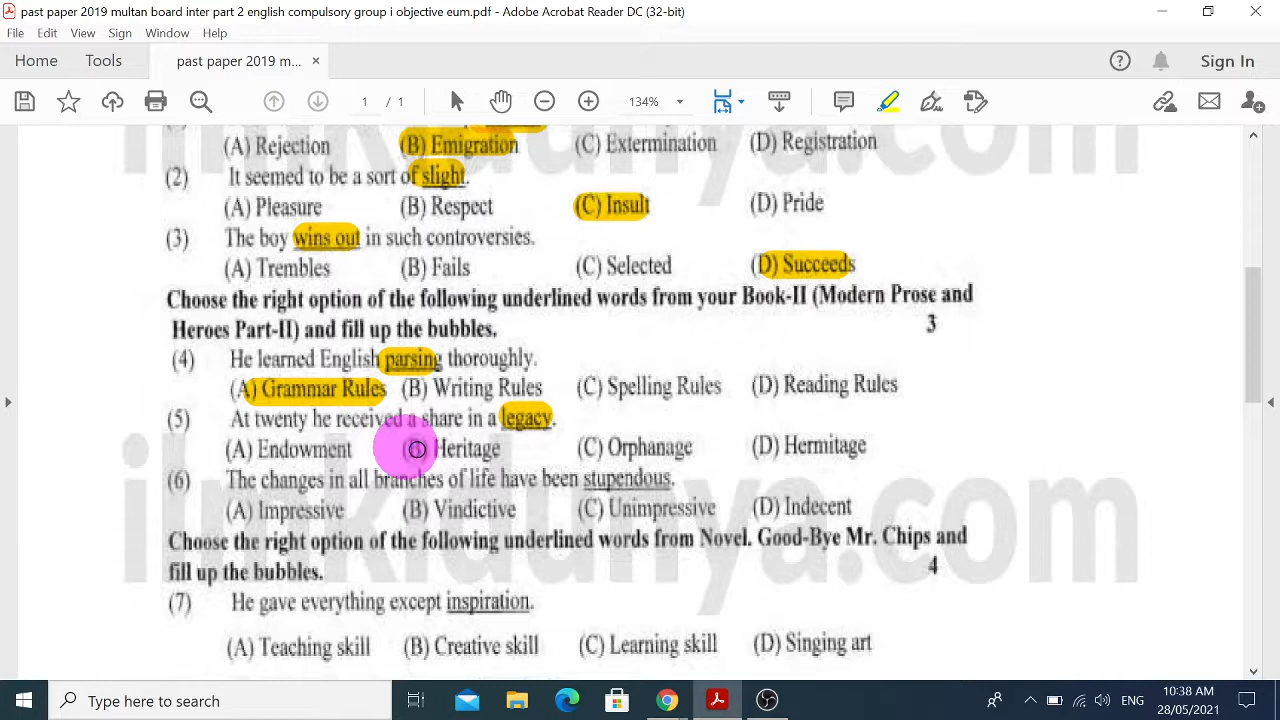 past paper 2019 multan board inter part 2 english compulsory group i objective eum.pdf - Adobe Acrobat Reader DC (32-bit)
File Edit View Sign Window Help
Home Tools past paper 2019 m... × Sign In
1 / 1 134%
(A) Rejection (B) Emigration (C) Extermination (D) Registration
(2) It seemed to be a sort of slight.
(A) Pleasure (B) Respect (C) Insult (D) Pride
(3) The boy wins out in such controversies.
(A) Trembles (B) Fails (C) Selected (D) Succeeds
Choose the right option of the following underlined words from your Book-II (Modern Prose and
Heroes Part-II) and fill up the bubbles. 3
(4) He learned English parsing thoroughly.
(A) Grammar Rules (B) Writing Rules (C) Spelling Rules (D) Reading Rules
(5) At twenty he received a share in a legacy.
(A) Endowment Heritage (C) Orphanage (D) Hermitage
(6) The changes in all branches of life have been stupendous.
(A) Impressive (B) Vindictive (C) Unimpressive (D) Indecent
Choose the right option of the following underlined words from Novel. Good-Bye Mr. Chips and
fill up the bubbles. 4
(7) He gave everything except inspiration.
(A) Teaching skill (B) Creative skill (C) Learning skill (D) Singing art
Type here to search ENG 10:38 AM
28/05/2021